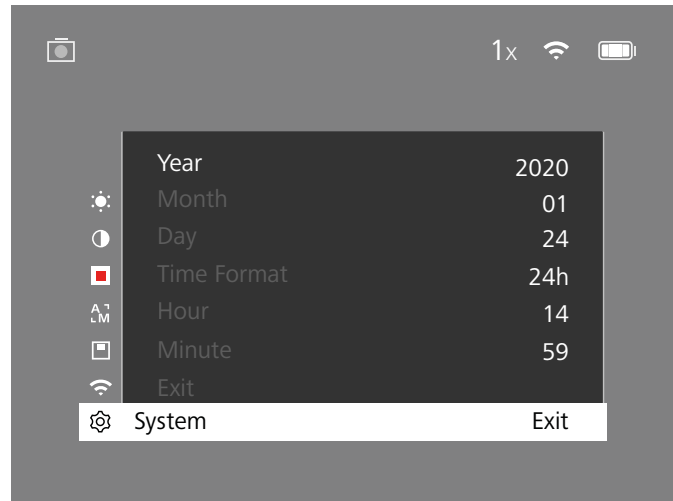 1x
Year 2020
Month 01
Day 24
Time Format 24h
Hour 14
Minute 59
Exit
System Exit
A
M